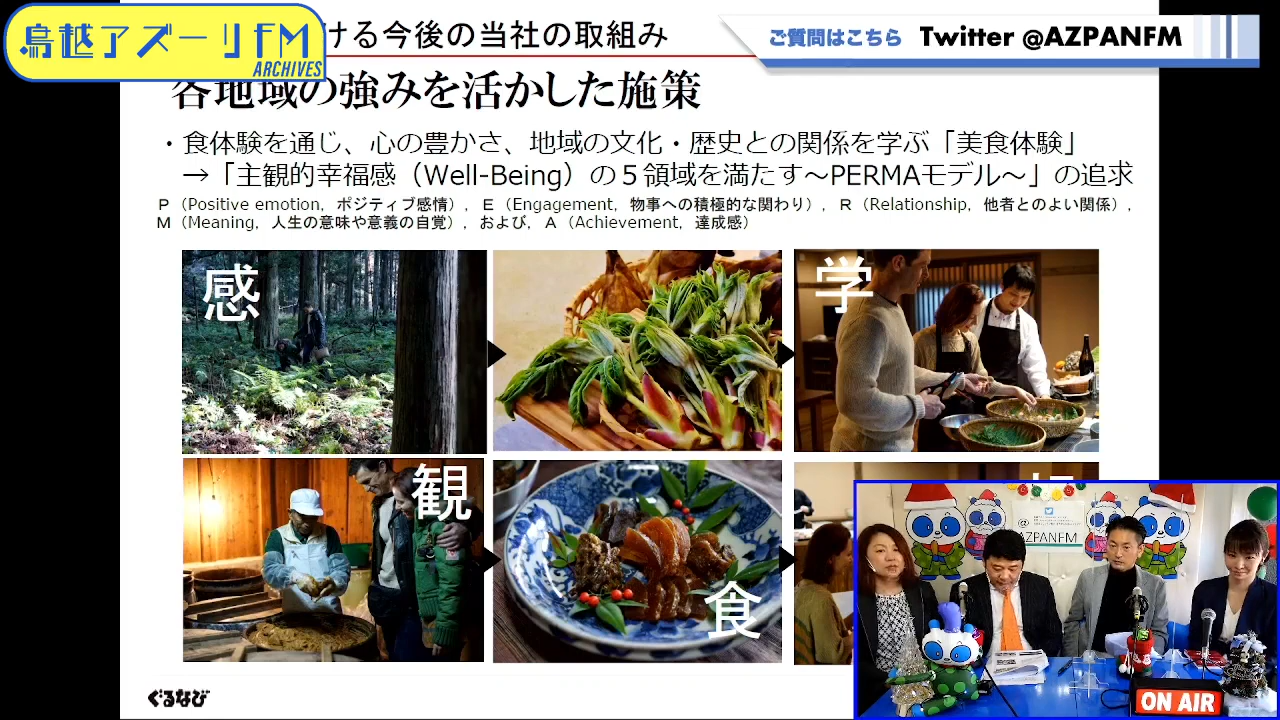 鳥越アズーリFM
ARCHIVES
ける今後の当社の取組み
ご質問はこちら Twitter @AZPANFM
各地域の強みを活かした施策
・食体験を通じ、心の豊かさ、地域の文化・歴史との関係を学ぶ「美食体験」
→「主観的幸福感（Well-Being）の５領域を満たす～PERMAモデル～」の追求
P（Positive emotion，ポジティブ感情），E（Engagement，物事への積極的な関わり），R（Relationship，他者とのよい関係），
M（Meaning，人生の意味や意義の自覚），および，A（Achievement，達成感）
感
学
観
食
@
AZPANFM
ON AIR
ぐるなび